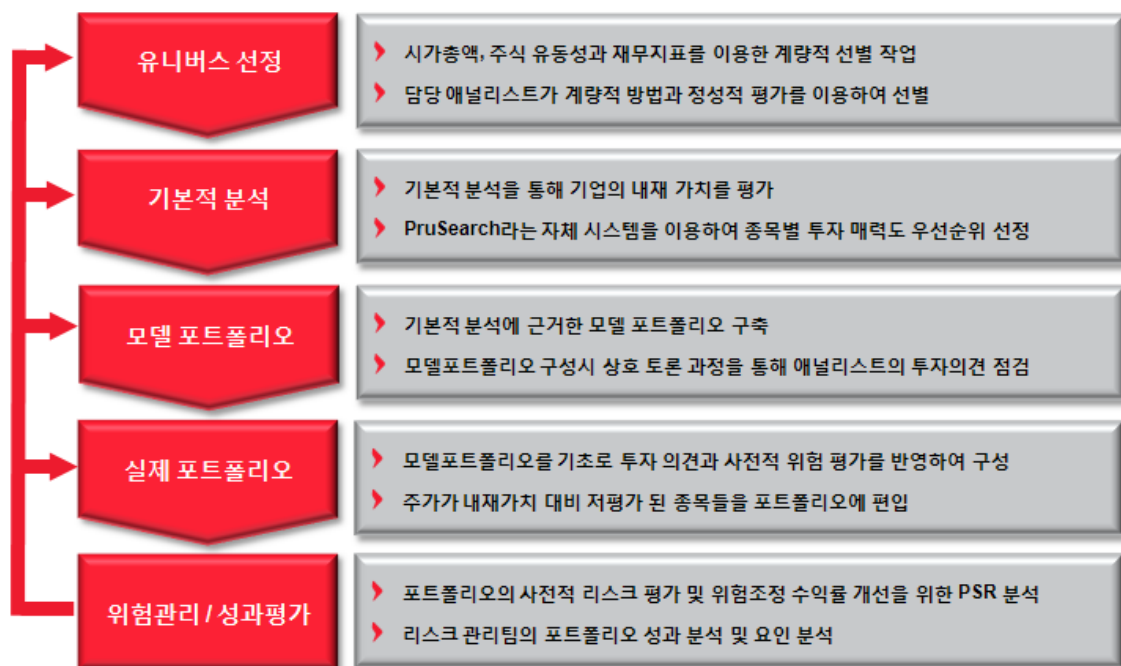 유니버스 선정
시가총액, 주식 유동성과 재무지표를 이용한 계량적 선별 작업
담당 애널리스트가 계량적 방법과 정성적 평가를 이용하여 선별
기본적 분석
기본적 분석을 통해 기업의 내재 가치를 평가
PruSearch라는 자체 시스템을 이용하여 종목별 투자 매력도 우선순위 선정
모델 포트폴리오
기본적 분석에 근거한 모델 포트폴리오 구축
모델포트폴리오 구성시 상호 토론 과정을 통해 애널리스트의 투자의견 점검
실제 포트폴리오
모델포트폴리오를 기초로 투자 의견과 사전적 위험 평가를 반영하여 구성
주가가 내재가치 대비 저평가 된 종목들을 포트폴리오에 편입
위험관리 / 성과평가
포트폴리오의 사전적 리스크 평가 및 위험조정 수익률 개선을 위한 PSR 분석
리스크 관리팀의 포트폴리오 성과 분석 및 요인 분석